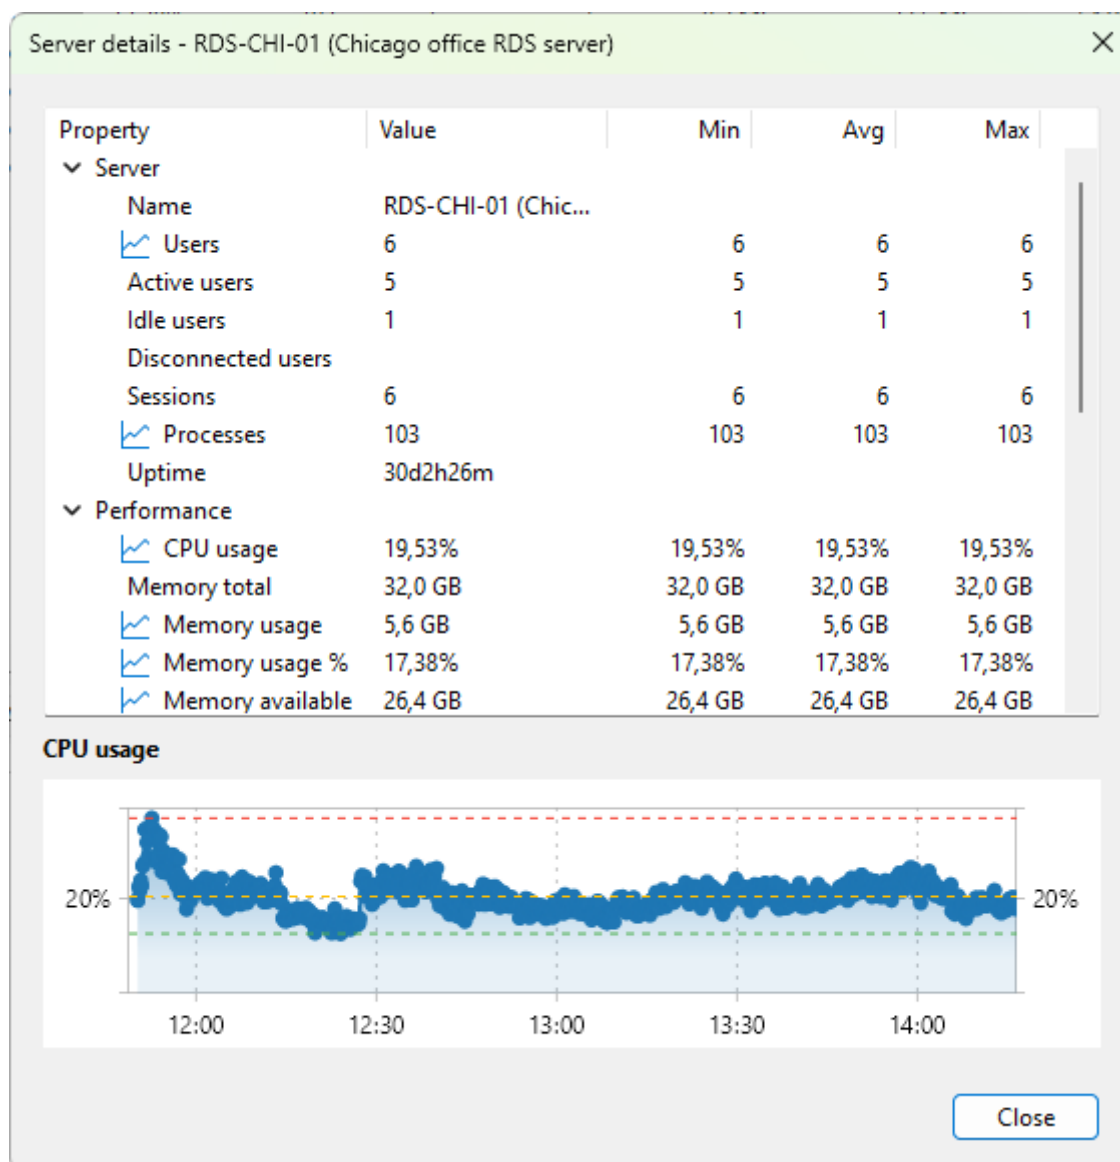 Server details - RDS-CHI-01 (Chicago office RDS server)
Property Value Min Avg Max
Server
Name RDS-CHI-01 (Chic...
Users 6 6 6 6
Active users 5 5 5 5
Idle users 1 1 1 1
Disconnected users
Sessions 6 6 6 6
Processes 103 103 103 103
Uptime 30d2h26m
Performance
CPU usage 19,53% 19,53% 19,53% 19,53%
Memory total 32,0 GB 32,0 GB 32,0 GB 32,0 GB
Memory usage 5,6 GB 5,6 GB 5,6 GB 5,6 GB
Memory usage % 17,38% 17,38% 17,38% 17,38%
Memory available 26,4 GB 26,4 GB 26,4 GB 26,4 GB
CPU usage
20% 20%
12:00 12:30 13:00 13:30 14:00
Close